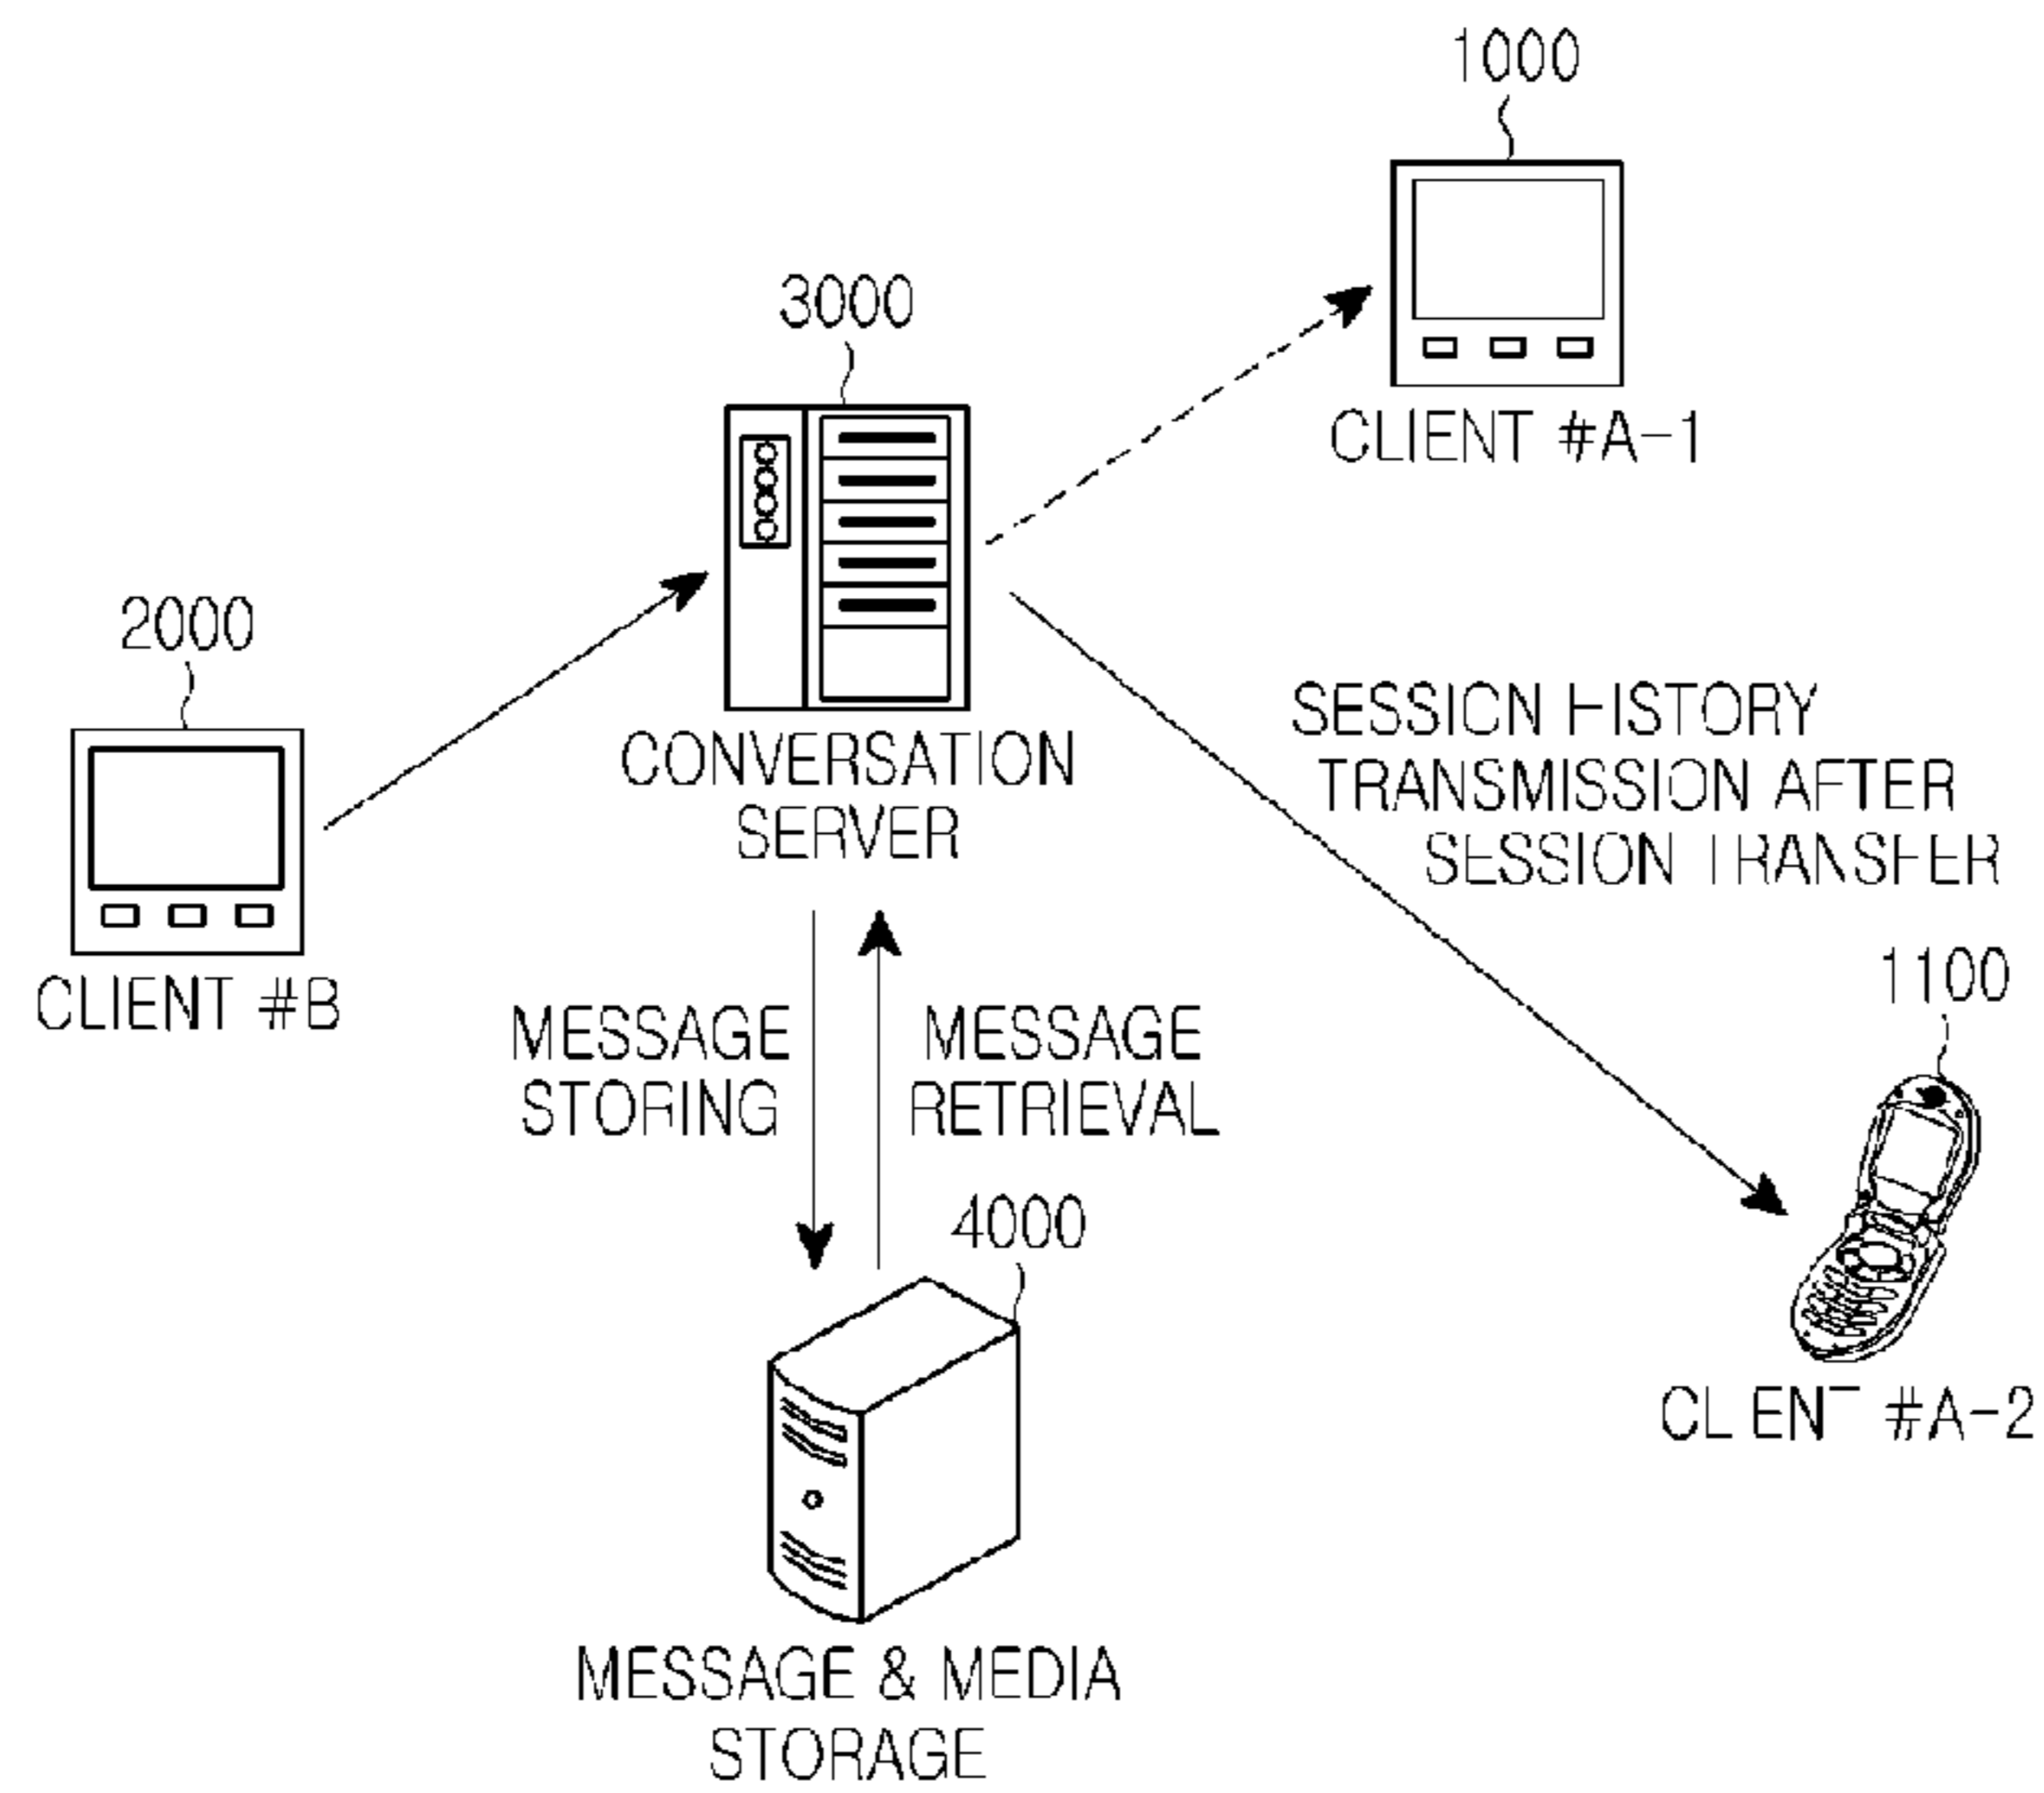 1000
3000
CLIENT #A-1
2000
CONVERSATION
SERVER
SESSION HISTORY
TRANSMISSION AFTER
SESSION TRANSFER
CLIENT #B
1100
MESSAGE
STORING
MESSAGE
RETRIEVAL
4000
CLIENT #A-2
MESSAGE & MEDIA
STORAGE